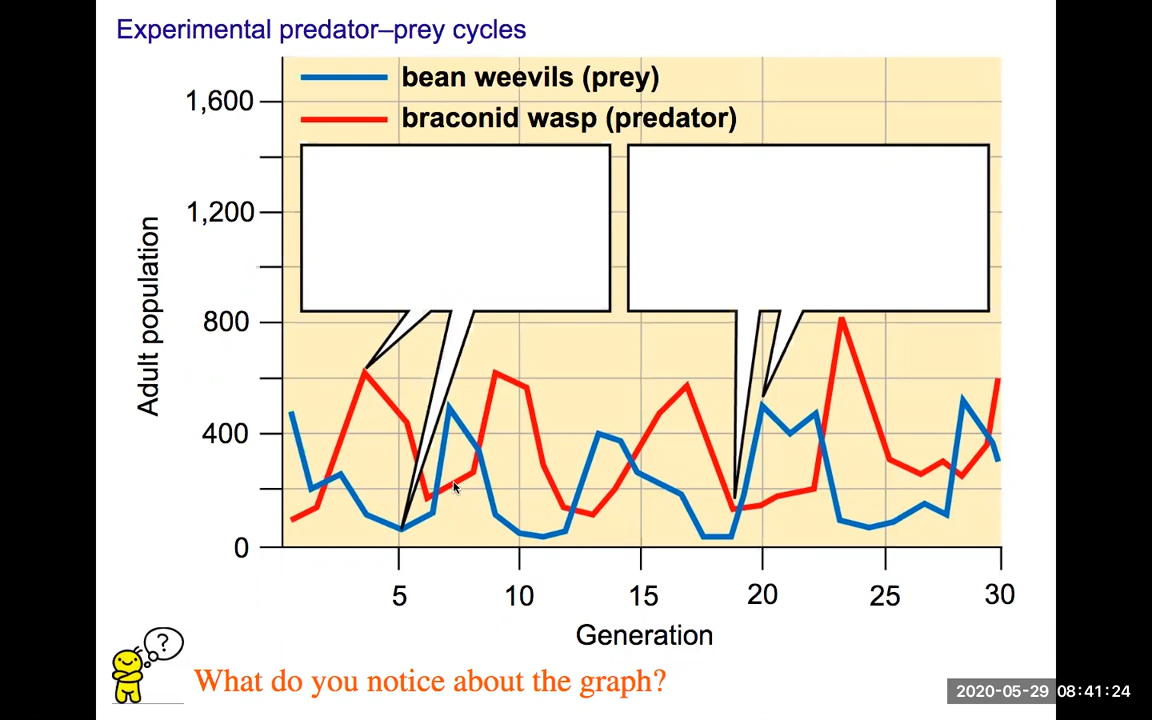 Experimental predator–prey cycles
bean weevils (prey)
braconid wasp (predator)
1,600
1,200
800
400
0
Adult population
5 10 15 20 25 30
Generation
?
What do you notice about the graph?
2020-05-29 08:41:24